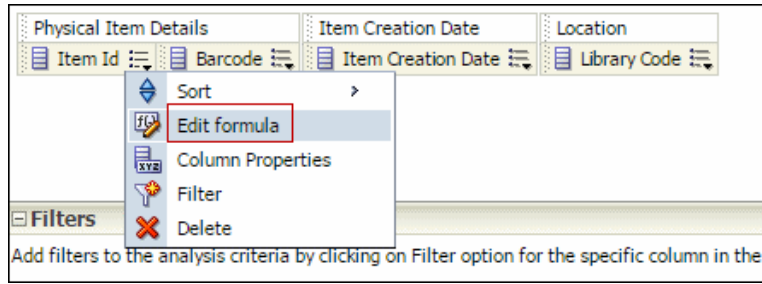 Physical Item Details Item Creation Date Location
Item Id Barcode Item Creation Date Library Code
Sort
f(x) Edit formula
XYZ Column Properties
Filter
Delete
Filters
Add filters to the analysis criteria by clicking on Filter option for the specific column in the